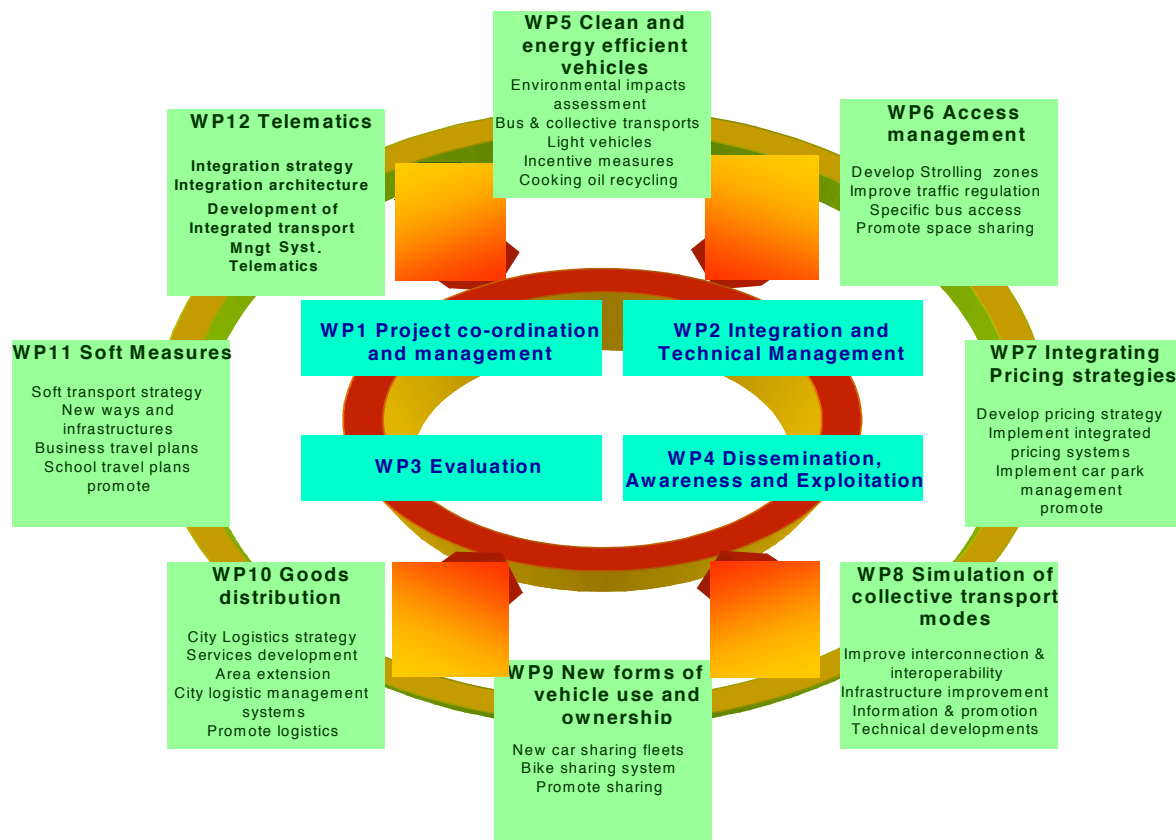 WP5 Clean and
energy efficient
vehicles
Environmental impacts
assessment
Bus & collective transports
Light vehicles
Incentive measures
Cooking oil recycling
WP12 Telematics
Integration strategy
Integration architecture
Development of
Integrated transport
Mngt Syst.
Telematics
WP6 Access
management
Develop Strolling zones
Improve traffic regulation
Specific bus access
Promote space sharing
WP1 Project co-ordination
and management
WP2 Integration and
Technical Management
WP11 Soft Measures
Soft transport strategy
New ways and
infrastructures
Business travel plans
School travel plans
promote
WP7 Integrating
Pricing strategies
Develop pricing strategy
Implement integrated
pricing systems
Implement car park
management
promote
WP3 Evaluation
WP4 Dissemination,
Awareness and Exploitation
WP10 Goods
distribution
City Logistics strategy
Services development
Area extension
City logistic management
systems
Promote logistics
WP8 Simulation of
collective transport
modes
Improve interconnection &
interoperability
Infrastructure improvement
Information & promotion
Technical developments
WP9 New forms of
vehicle use and
ownership
New car sharing fleets
Bike sharing system
Promote sharing